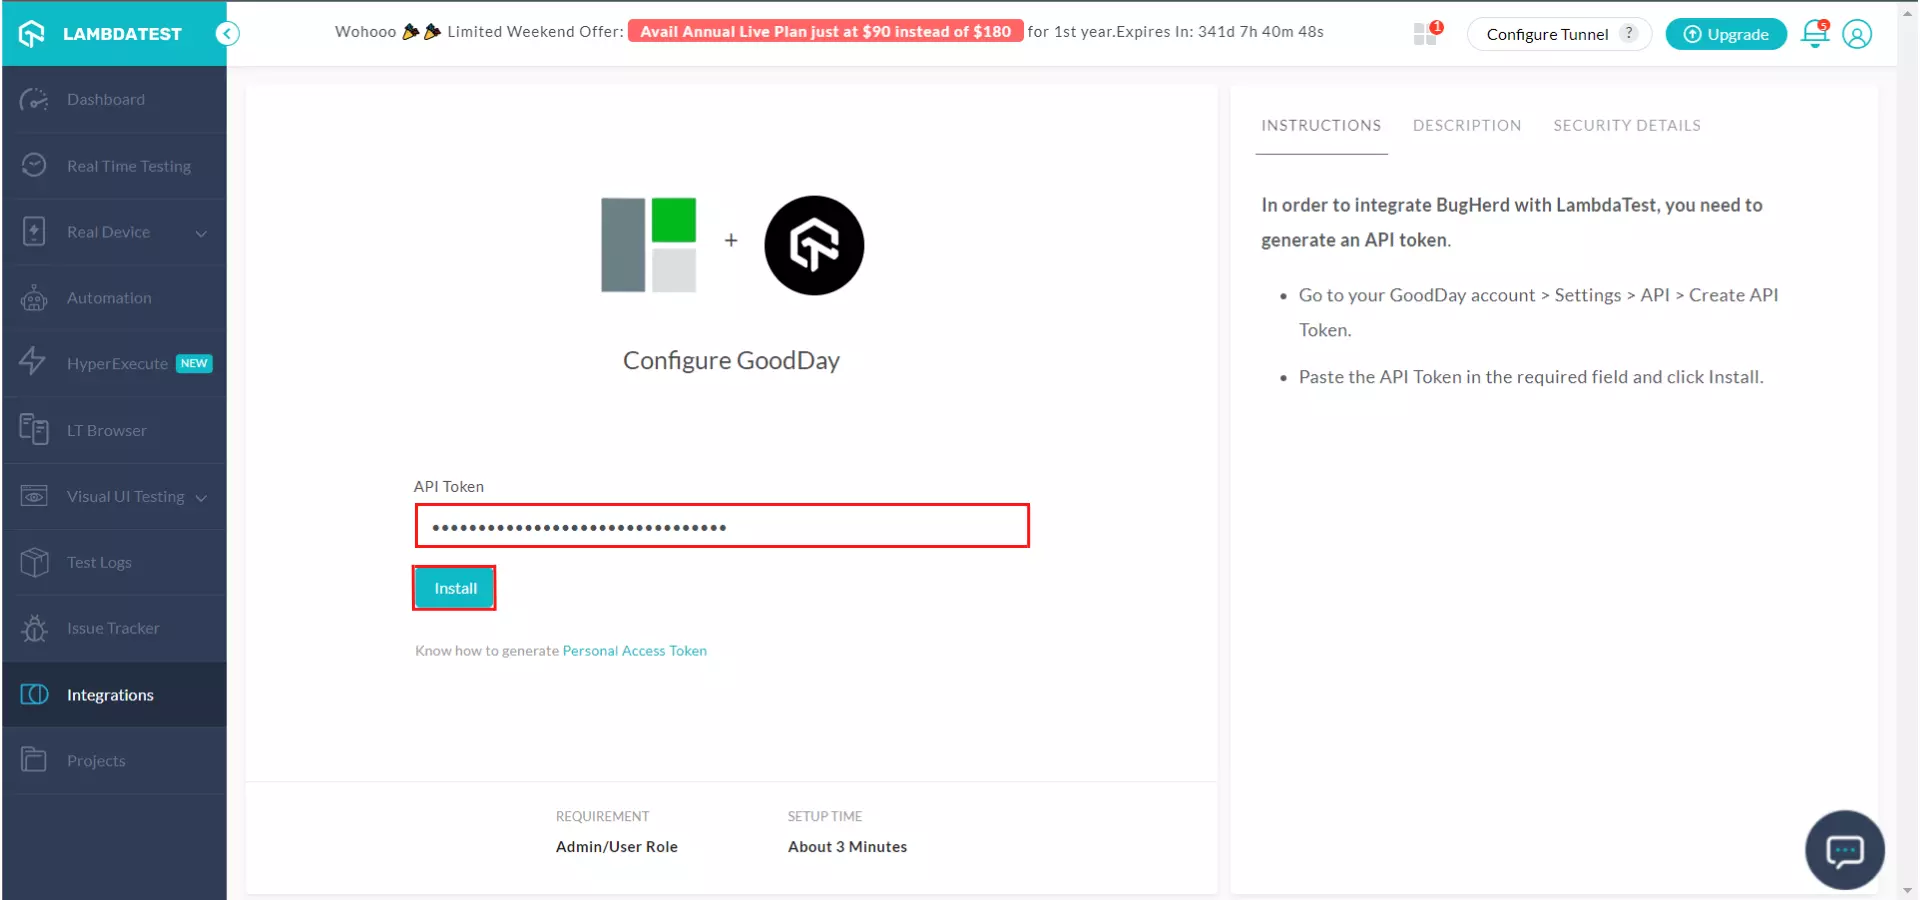 LAMBDATEST
Wohooo Limited Weekend Offer: Avail Annual Live Plan just at $90 instead of $180 for 1st year.Expires In: 341d 7h 40m 48s
1
Configure Tunnel ?
Upgrade
5
Dashboard
Real Time Testing
Real Device
Automation
HyperExecute NEW
LT Browser
Visual UI Testing
Test Logs
Issue Tracker
Integrations
Projects
+
Configure GoodDay
API Token
••••••••••••••••••••••••••••••••
Install
Know how to generate Personal Access Token
REQUIREMENT
Admin/User Role
SETUP TIME
About 3 Minutes
INSTRUCTIONS DESCRIPTION SECURITY DETAILS
In order to integrate BugHerd with LambdaTest, you need to
generate an API token.
• Go to your GoodDay account > Settings > API > Create API
Token.
• Paste the API Token in the required field and click Install.